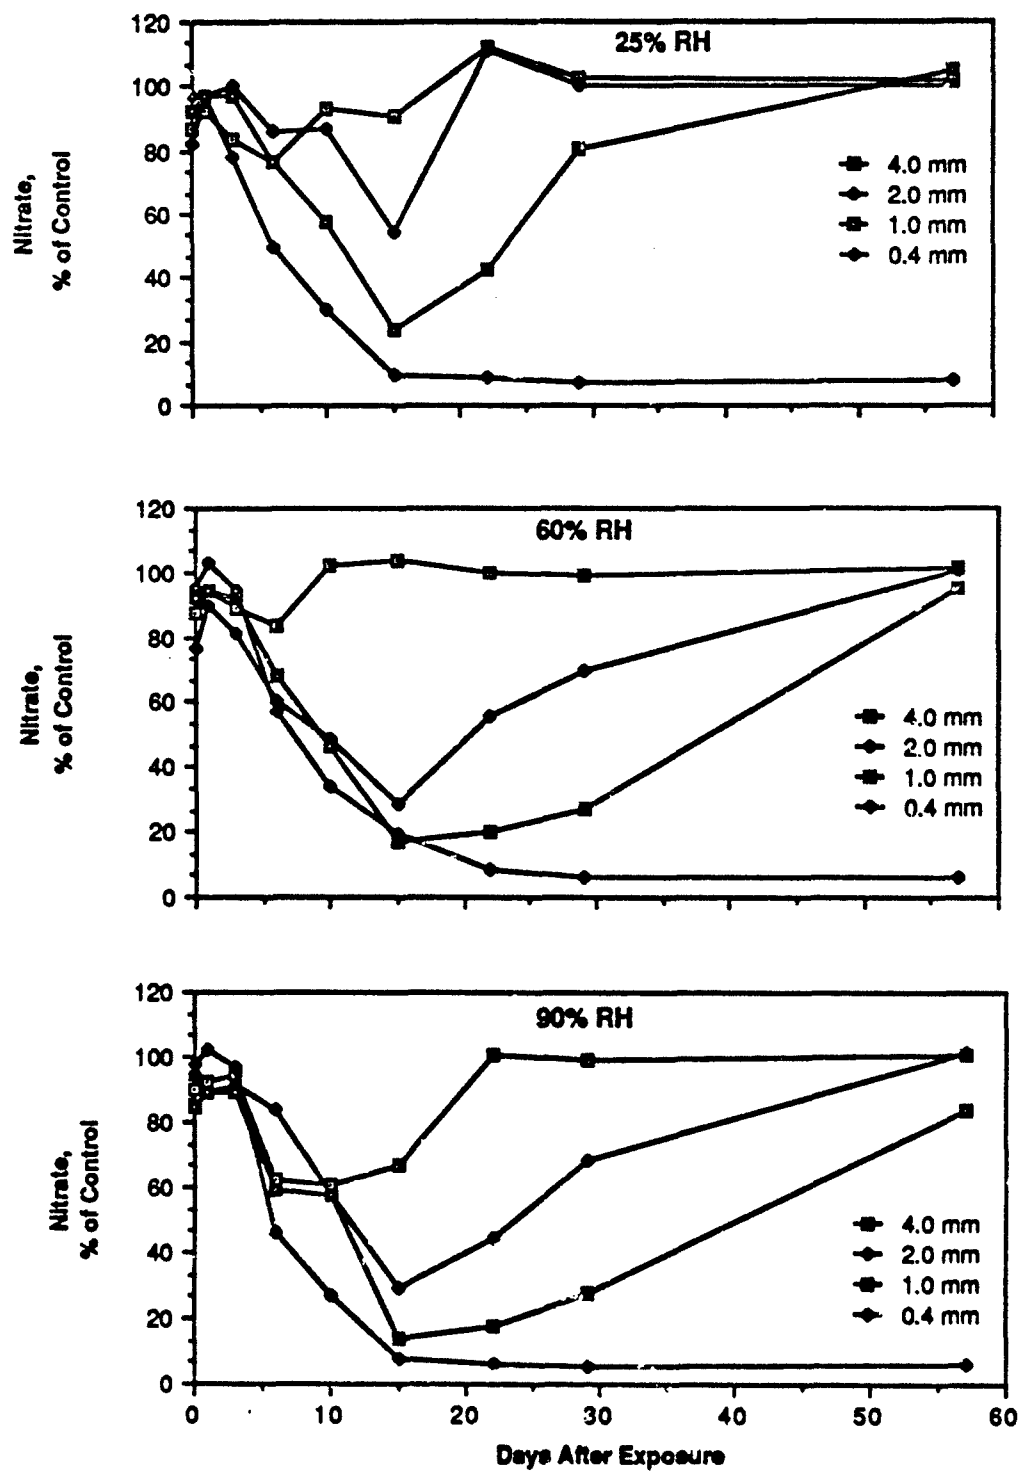 120
25% RH
100
80
60
40
20
0
Nitrate,
% of Control
4.0 mm
2.0 mm
1.0 mm
0.4 mm
120
60% RH
100
80
60
40
20
0
Nitrate,
% of Control
4.0 mm
2.0 mm
1.0 mm
0.4 mm
120
90% RH
100
80
60
40
20
0
Nitrate,
% of Control
4.0 mm
2.0 mm
1.0 mm
0.4 mm
0 10 20 30 40 50 60
Days After Exposure